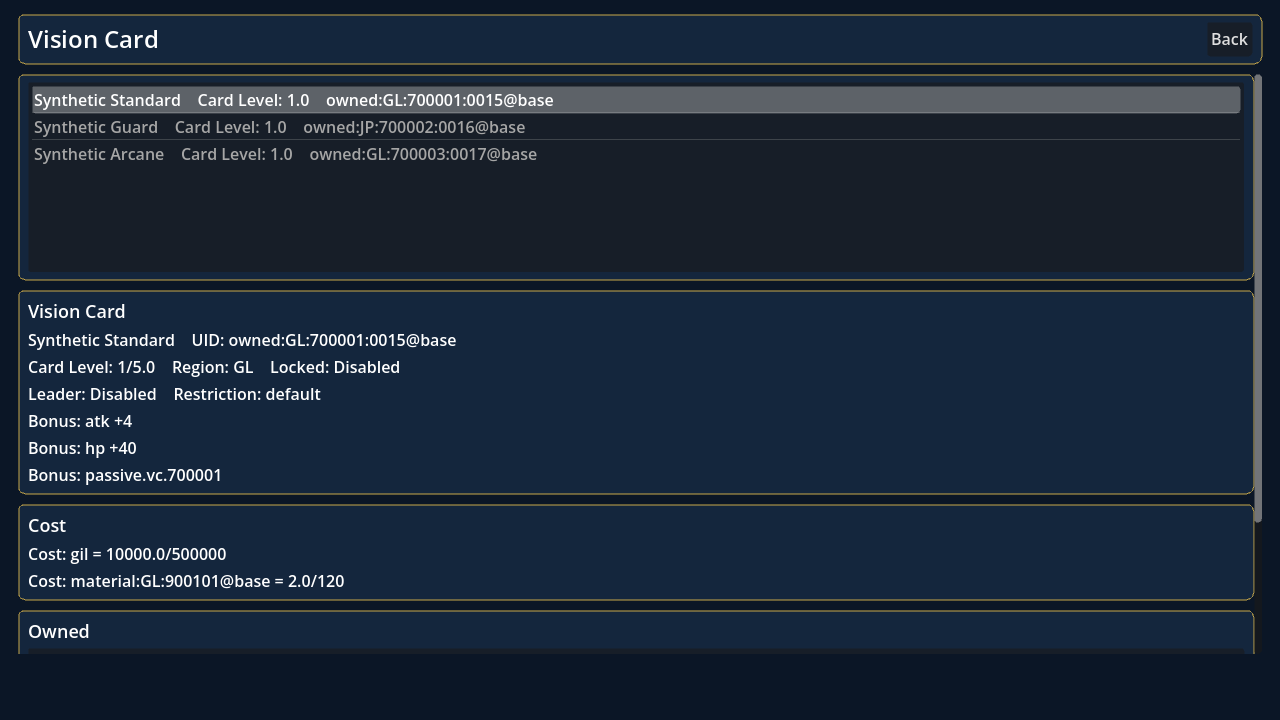 Vision Card
Back
Synthetic Standard    Card Level: 1.0    owned:GL:700001:0015@base
Synthetic Guard    Card Level: 1.0    owned:JP:700002:0016@base
Synthetic Arcane    Card Level: 1.0    owned:GL:700003:0017@base
Vision Card
Synthetic Standard    UID: owned:GL:700001:0015@base
Card Level: 1/5.0    Region: GL    Locked: Disabled
Leader: Disabled    Restriction: default
Bonus: atk +4
Bonus: hp +40
Bonus: passive.vc.700001
Cost
Cost: gil = 10000.0/500000
Cost: material:GL:900101@base = 2.0/120
Owned